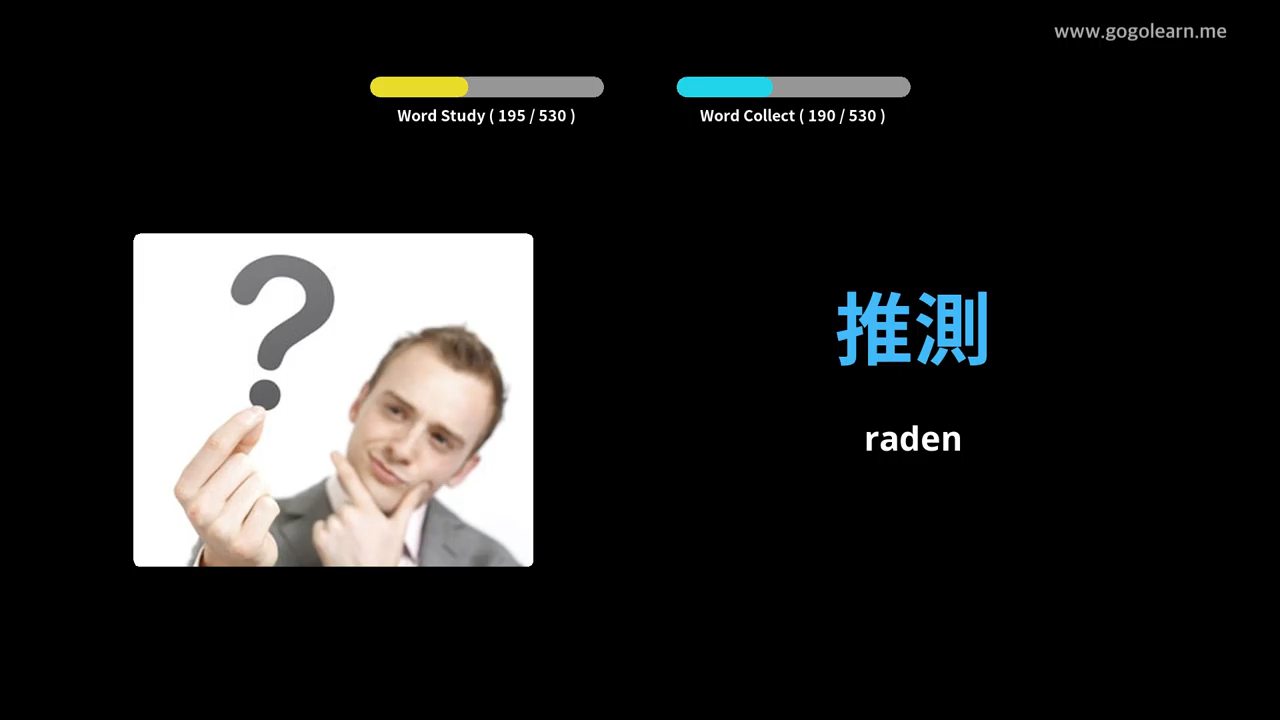 www.gogolearn.me
Word Study ( 195 / 530 )
Word Collect ( 190 / 530 )
?
推測
raden